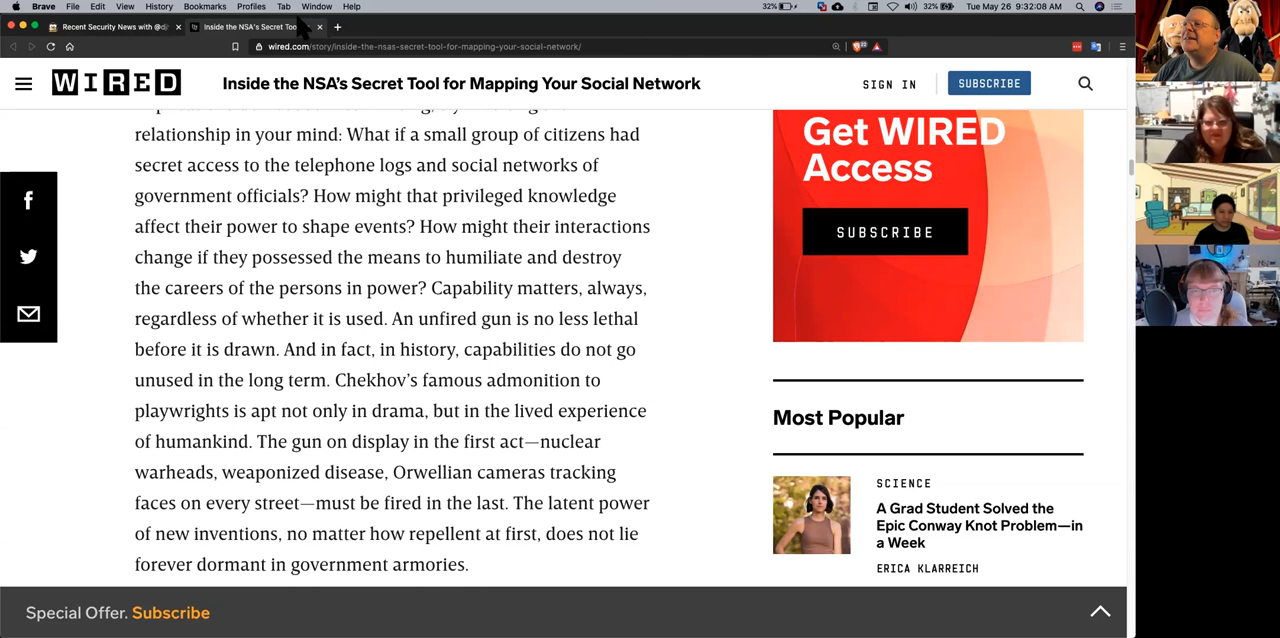 Brave File Edit View History Bookmarks Profiles Tab Window Help 32% 32% Tue May 26 9:32:08 AM
Recent Security News with @dj Inside the NSA's Secret Too
wired.com/story/inside-the-nsas-secret-tool-for-mapping-your-social-network/
WIRED Inside the NSA's Secret Tool for Mapping Your Social Network SIGN IN SUBSCRIBE
relationship in your mind: What if a small group of citizens had
secret access to the telephone logs and social networks of
government officials? How might that privileged knowledge
affect their power to shape events? How might their interactions
change if they possessed the means to humiliate and destroy
the careers of the persons in power? Capability matters, always,
regardless of whether it is used. An unfired gun is no less lethal
before it is drawn. And in fact, in history, capabilities do not go
unused in the long term. Chekhov's famous admonition to
playwrights is apt not only in drama, but in the lived experience
of humankind. The gun on display in the first act—nuclear
warheads, weaponized disease, Orwellian cameras tracking
faces on every street—must be fired in the last. The latent power
of new inventions, no matter how repellent at first, does not lie
forever dormant in government armories.
Get WIRED
Access
SUBSCRIBE
Most Popular
SCIENCE
A Grad Student Solved the
Epic Conway Knot Problem—in
a Week
ERICA KLARREICH
Special Offer. Subscribe